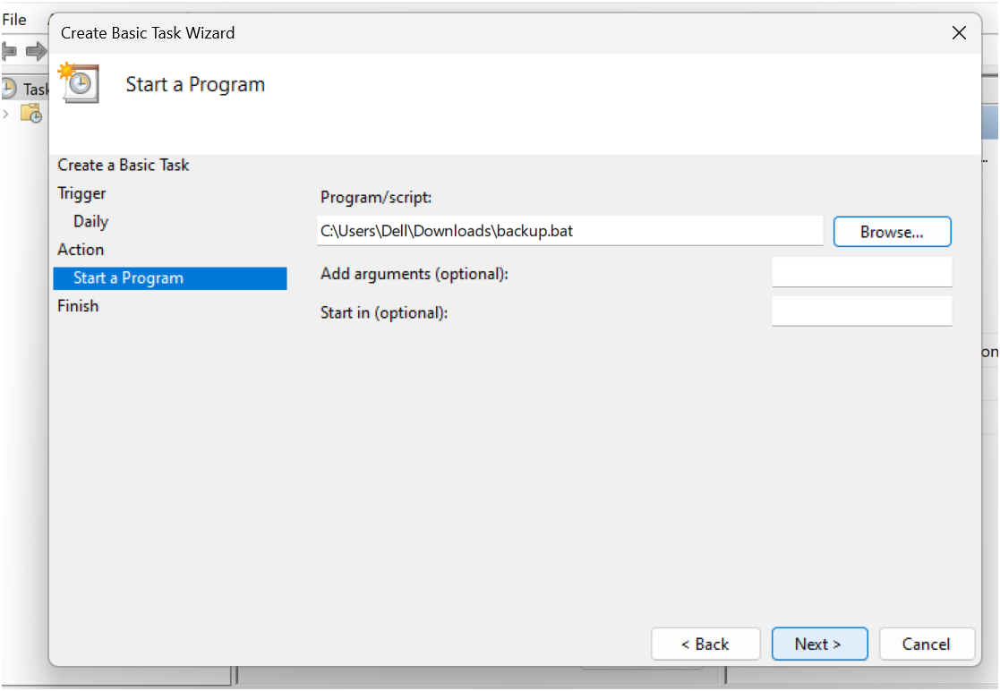 File
Create Basic Task Wizard
Start a Program
Task
Create a Basic Task
Trigger
Daily
Action
Start a Program
Finish
Program/script:
C:\Users\Dell\Downloads\backup.bat
Browse...
Add arguments (optional):
Start in (optional):
on
< Back
Next >
Cancel